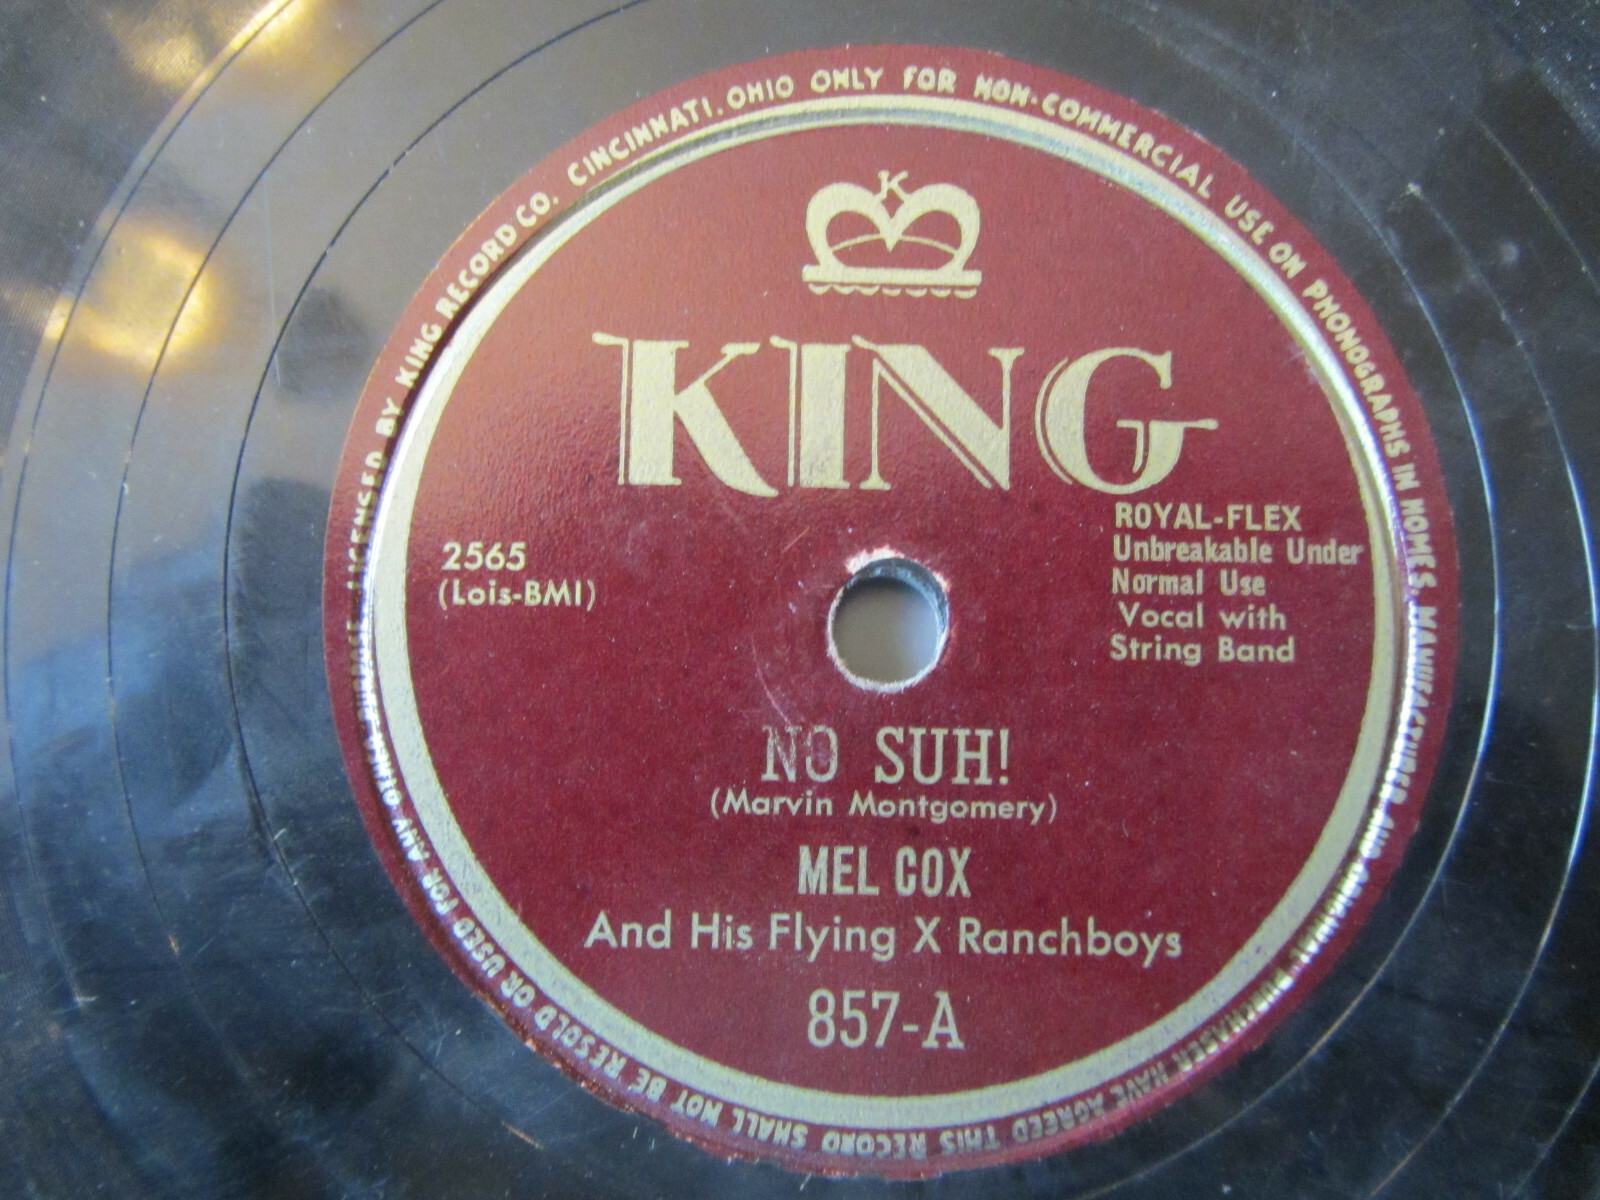 LICENSED BY KING RECORD CO. CINCINNATI, OHIO ONLY FOR NON-COMMERCIAL USE ON PHONOGRAPHS IN HOMES. MANUFACTURER AND ORIGINAL PURCHASER HAVE AGREED THIS RECORD SHALL NOT BE RESOLD OR USED FOR ANY OTHER PURPOSE
K
KING
ROYAL-FLEX
Unbreakable Under
Normal Use
Vocal with
String Band
2565
(Lois-BMI)
NO SUH!
(Marvin Montgomery)
MEL COX
And His Flying X Ranchboys
857-A